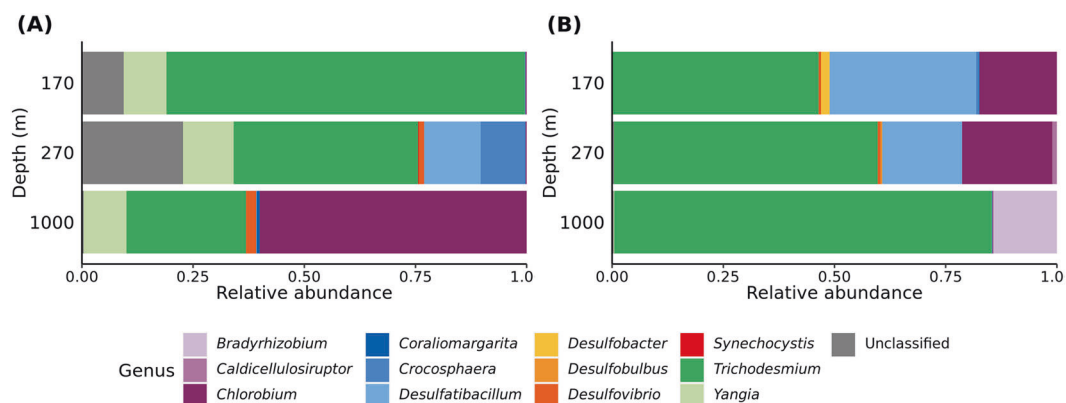 (A) (B)
170 170
270 270
1000 1000
Depth (m) Depth (m)
0.00 0.25 0.50 0.75 1.0 0.00 0.25 0.50 0.75 1.0
Relative abundance Relative abundance
Bradyrhizobium Coraliomargarita Desulfobacter Synechocystis Unclassified
Genus Caldicellulosiruptor Crocosphaera Desulfobulbus Trichodesmium
Chlorobium Desulfatibacillum Desulfovibrio Yangia